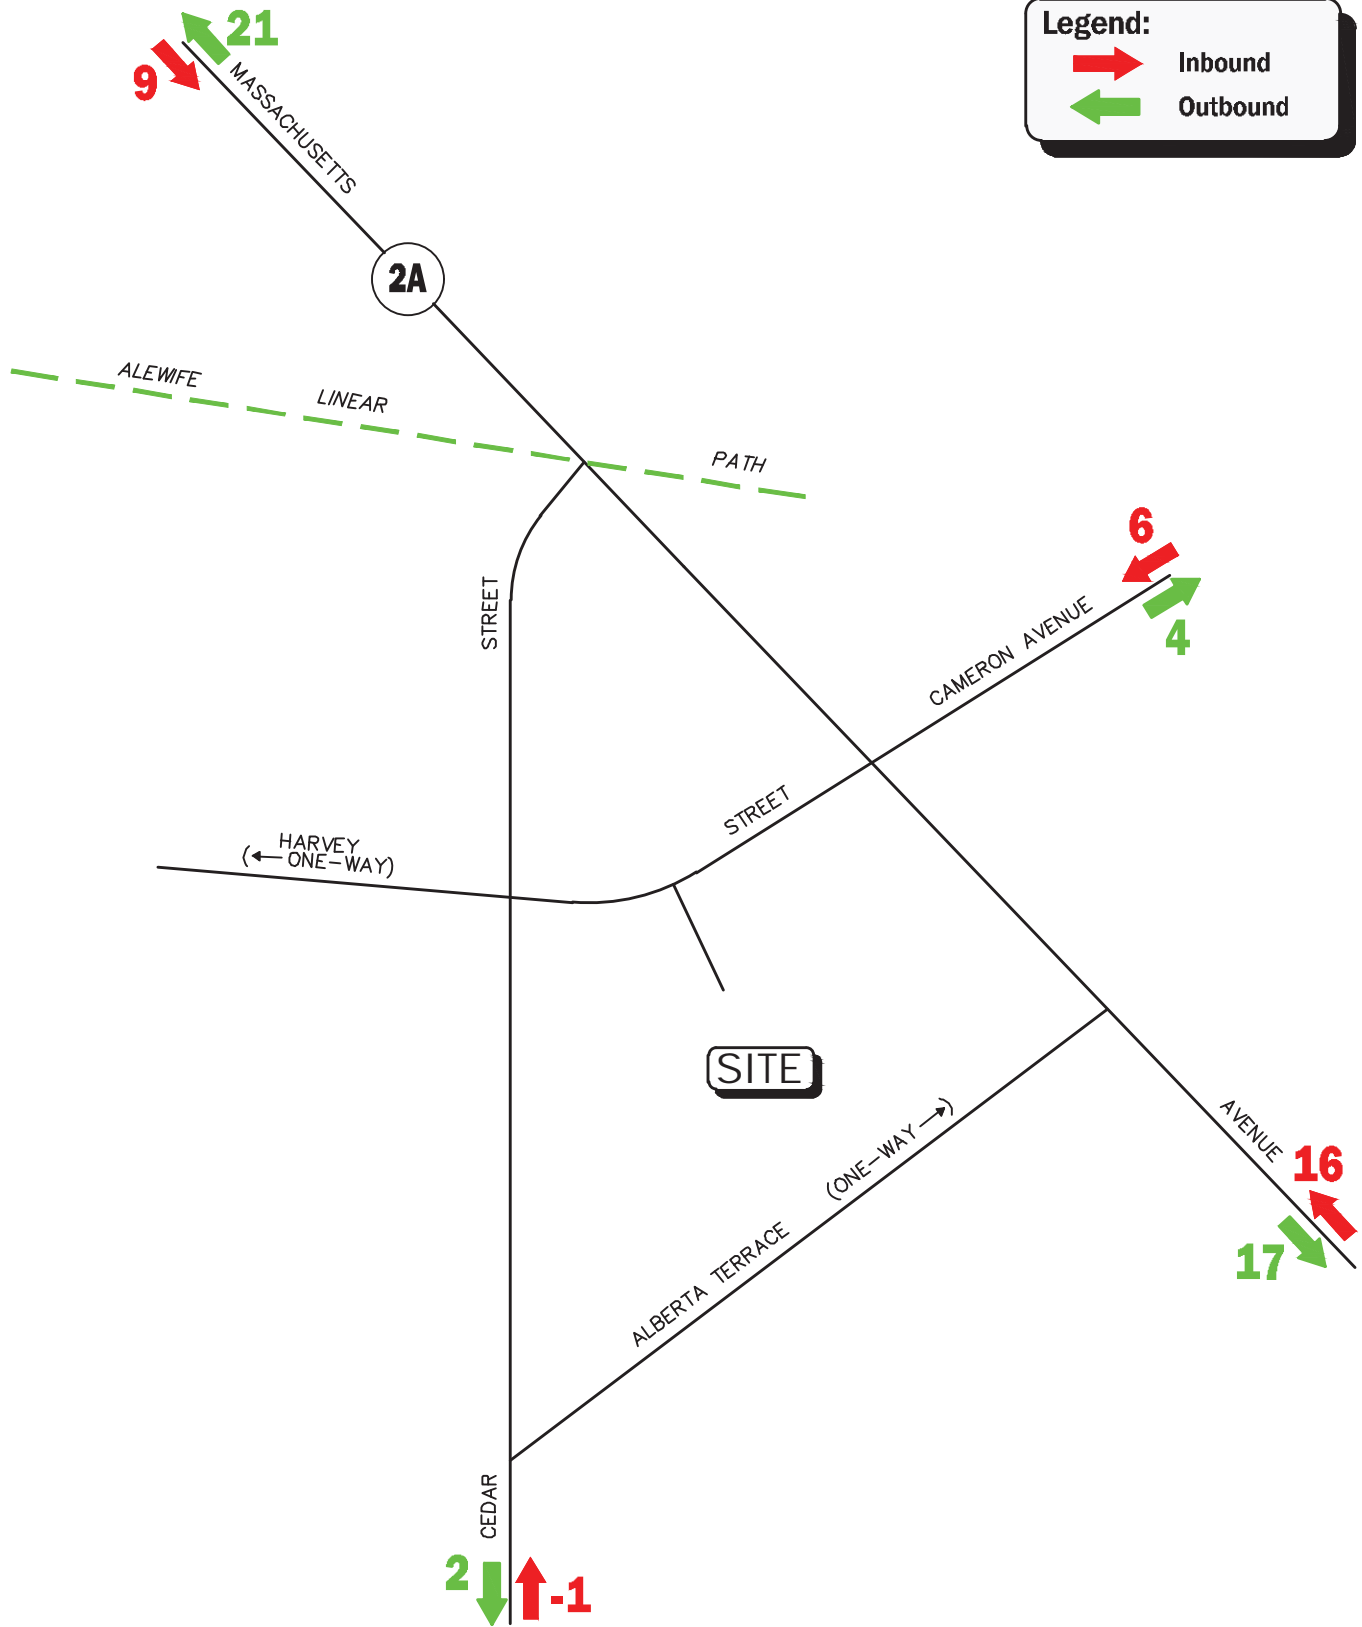 21
9
MASSACHUSETTS
Legend:
Inbound
Outbound
2A
ALEWIFE
LINEAR
PATH
6
4
STREET
CAMERON AVENUE
STREET
HARVEY
(← ONE-WAY)
SITE
(ONE-WAY →)
AVENUE
16
17
ALBERTA TERRACE
CEDAR
2
-1